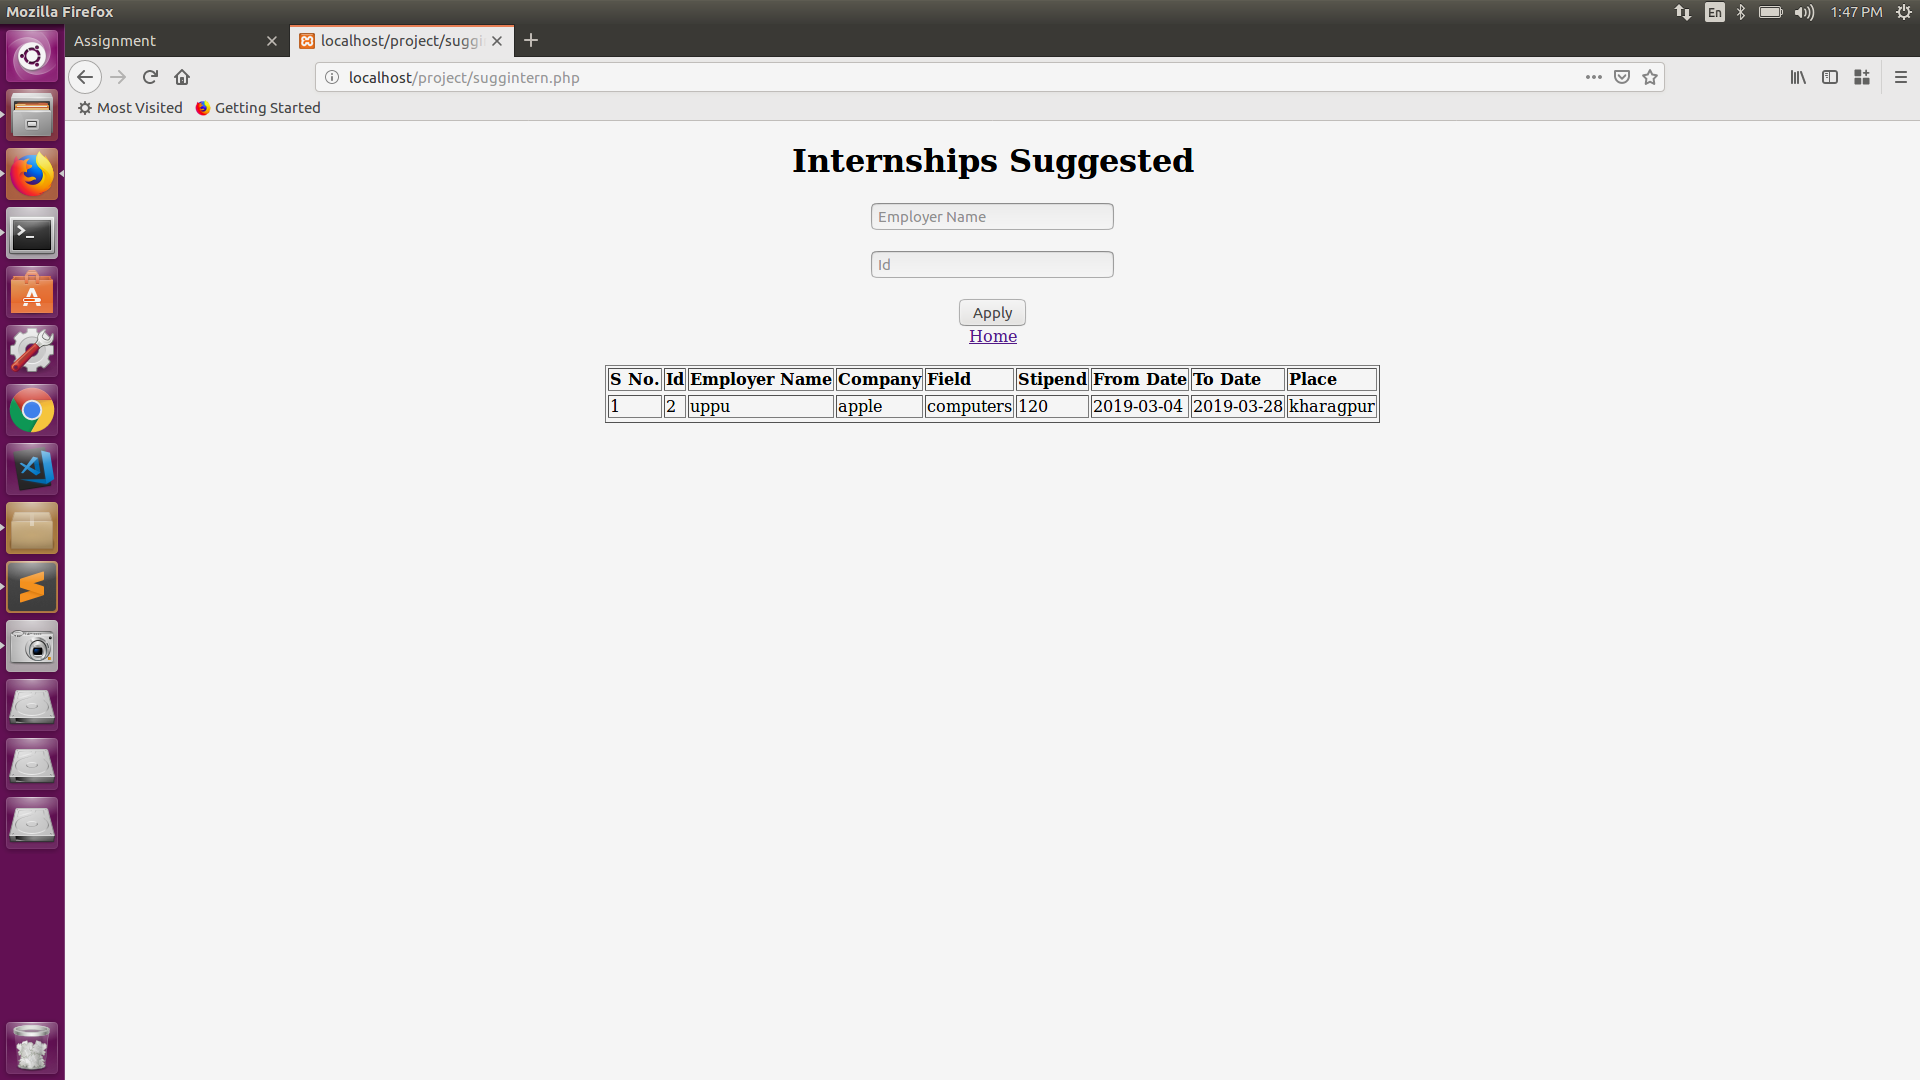 Mozilla Firefox
En
1:47 PM
Assignment
localhost/project/suggi
localhost/project/suggintern.php
Most Visited
Getting Started
Internships Suggested
Employer Name
Id
Apply
Home
S No. Id Employer Name Company Field Stipend From Date To Date Place
1 2 uppu apple computers 120 2019-03-04 2019-03-28 kharagpur